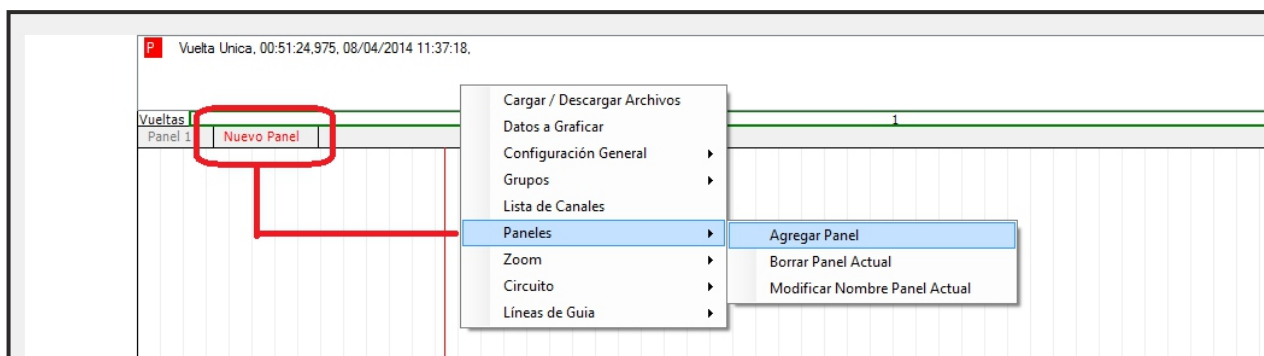 P Vuelta Unica, 00:51:24,975, 08/04/2014 11:37:18,
Vueltas 1
Panel 1 Nuevo Panel
Cargar / Descargar Archivos
Datos a Graficar
Configuración General
Grupos
Lista de Canales
Paneles
Zoom
Circuito
Líneas de Guia
Agregar Panel
Borrar Panel Actual
Modificar Nombre Panel Actual